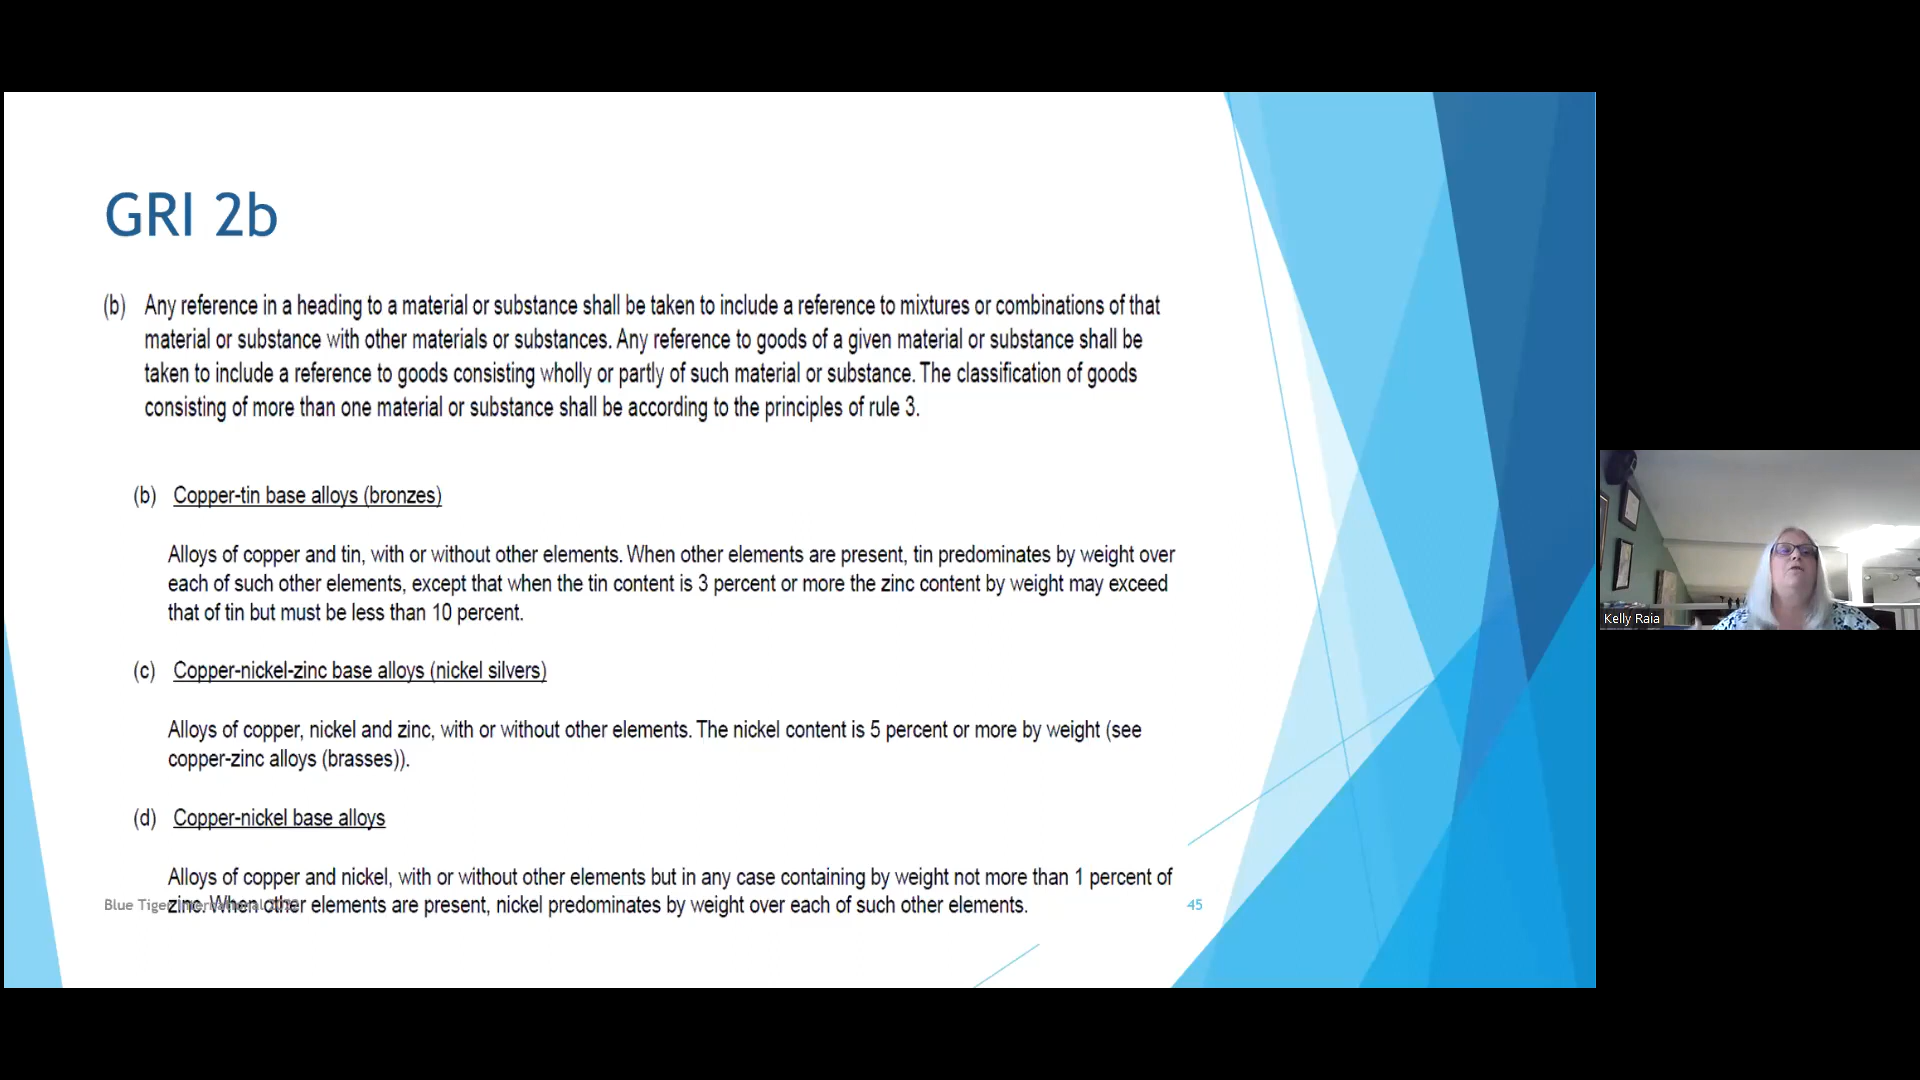 GRI 2b
(b) Any reference in a heading to a material or substance shall be taken to include a reference to mixtures or combinations of that
material or substance with other materials or substances. Any reference to goods of a given material or substance shall be
taken to include a reference to goods consisting wholly or partly of such material or substance. The classification of goods
consisting of more than one material or substance shall be according to the principles of rule 3.
(b) Copper-tin base alloys (bronzes)
Alloys of copper and tin, with or without other elements. When other elements are present, tin predominates by weight over
each of such other elements, except that when the tin content is 3 percent or more the zinc content by weight may exceed
that of tin but must be less than 10 percent.
(c) Copper-nickel-zinc base alloys (nickel silvers)
Alloys of copper, nickel and zinc, with or without other elements. The nickel content is 5 percent or more by weight (see
copper-zinc alloys (brasses)).
(d) Copper-nickel base alloys
Alloys of copper and nickel, with or without other elements but in any case containing by weight not more than 1 percent of
zinc. When other elements are present, nickel predominates by weight over each of such other elements.
Blue Tiger International
45
Kelly Raia